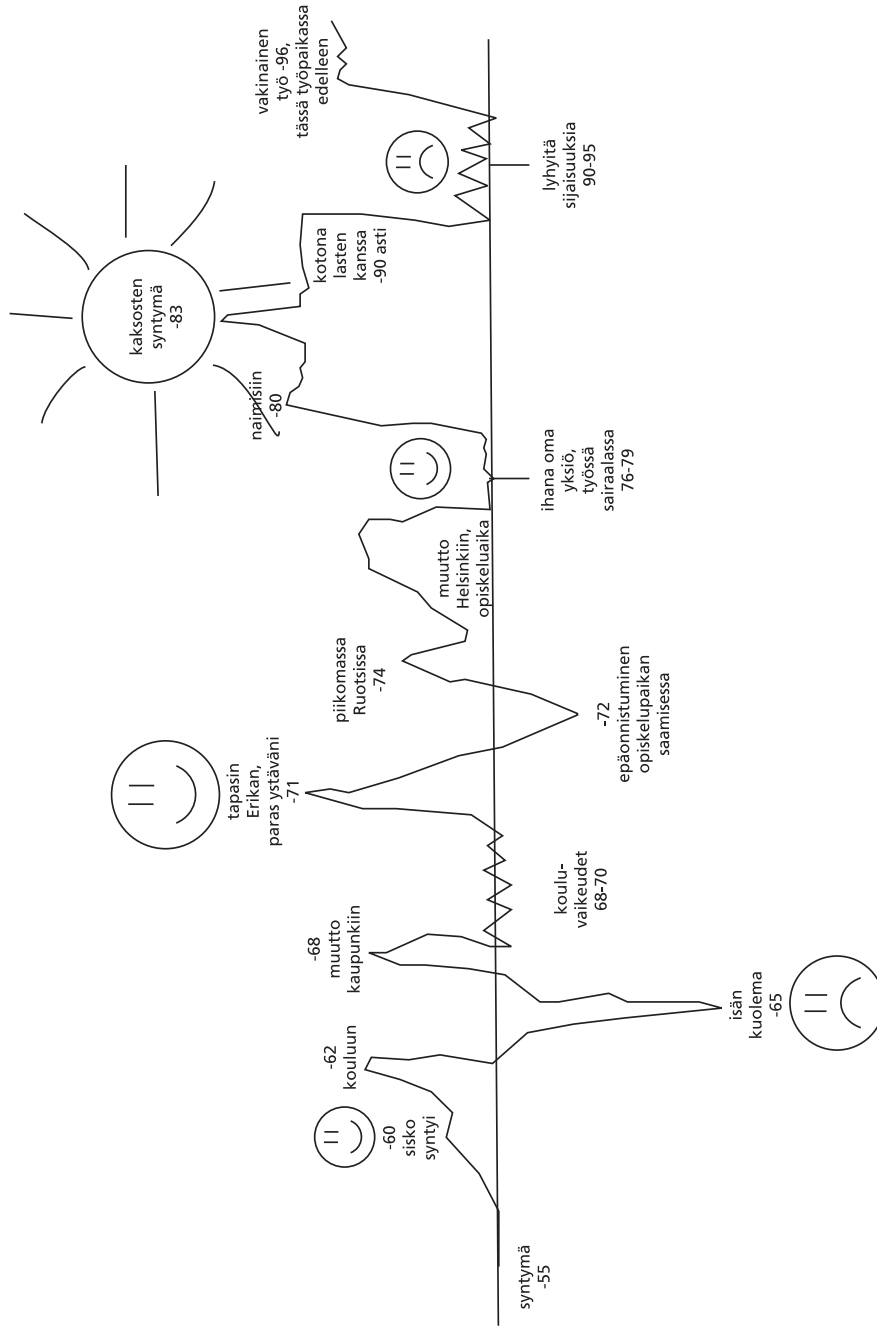 syntymä
-55
-60
sisko
syntyi
-62
kouluun
isän
kuolema
-65
-68
muutto
kaupunkiin
koulu-
vaikeudet
68-70
tapasin
Erikan,
paras ystäväni
-71
-72
epäonnistuminen
opiskelupaikan
saamisessa
piikomassa
Ruotsissa
-74
muutto
Helsinkiin,
opiskeluaika
ihana oma
yksiö,
työssä
sairaalassa
76-79
naimisiin
-80
kaksosten
syntymä
-83
kotona
lasten
kanssa
-90 asti
lyhyitä
sijaisuuksia
90-95
vakinainen
työ -96,
tässä työpaikassa
edelleen